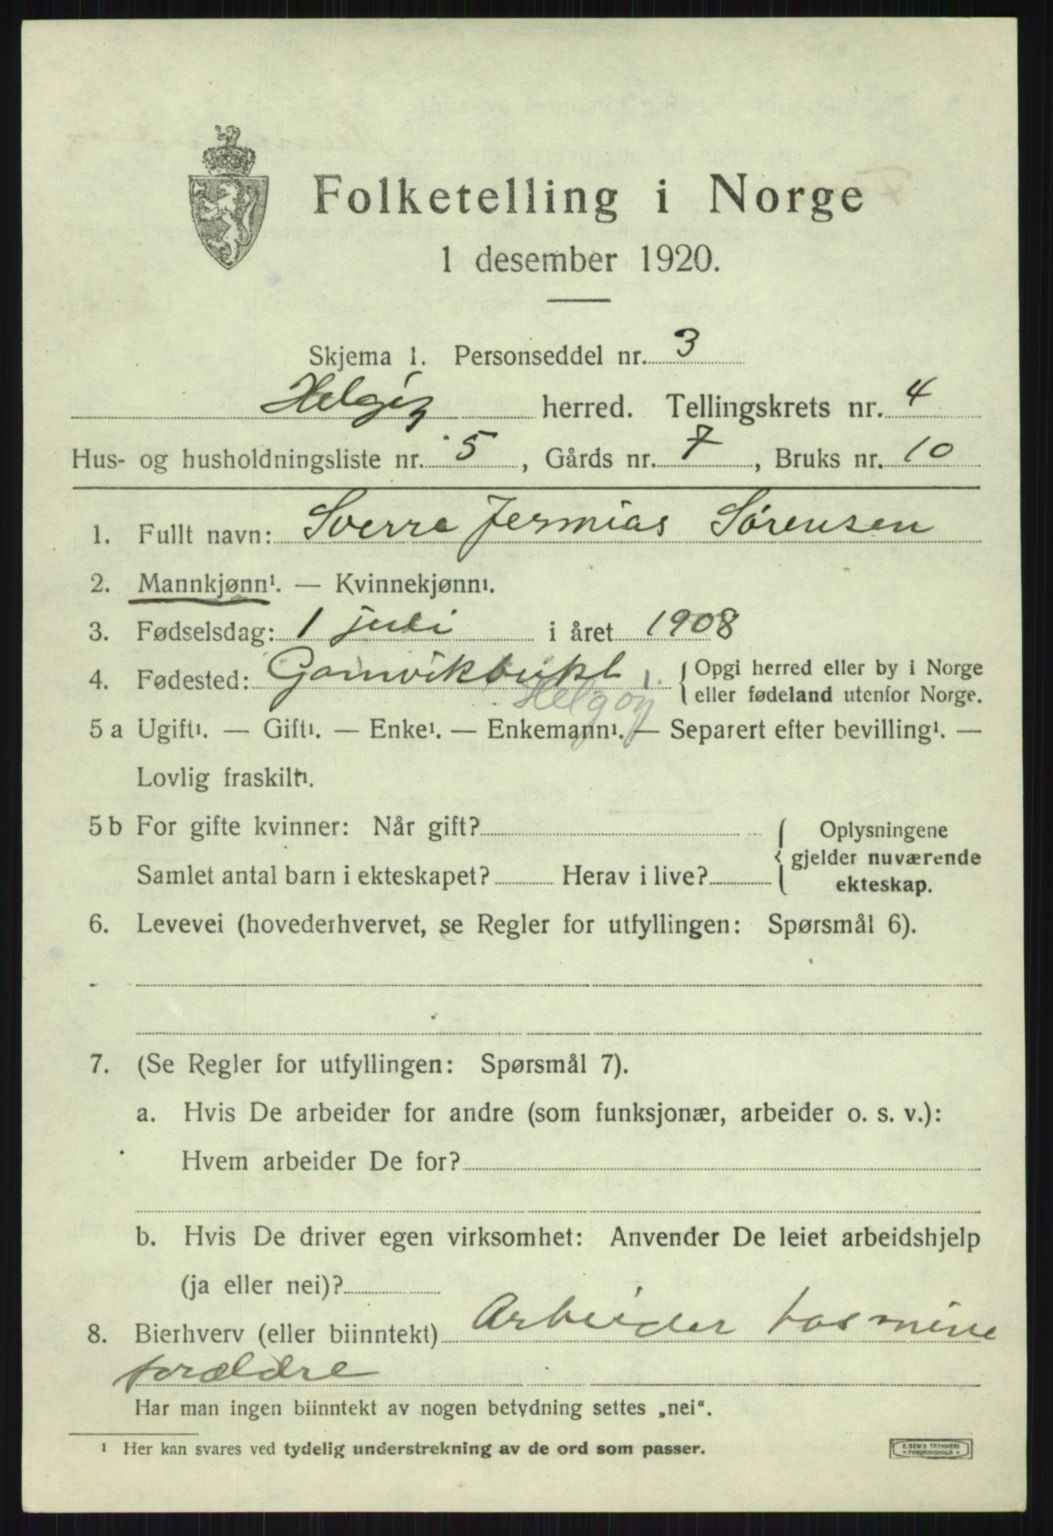 Folketelling i Norge
1 desember 1920.
Skjema 1. Personseddel nr. 3
Helgøy herred. Tellingskrets nr. 4
Hus- og husholdningsliste nr. 5, Gårds nr. 7, Bruks nr. 10
1. Fullt navn: Sverre Jermias Sørensen
2. Mannkjønn¹. — Kvinnekjønn¹.
3. Fødselsdag: 1 juli i året 1908
4. Fødested: Gamvikbukt i. { Opgi herred eller by i Norge
eller fødeland utenfor Norge.
Helgøy
5 a Ugift¹. — Gift¹. — Enke¹. — Enkemann¹. — Separert efter bevilling¹. —
Lovlig fraskilt¹.
5 b For gifte kvinner: Når gift? { Oplysningene
gjelder nuværende
Samlet antal barn i ekteskapet? Herav i live?
ekteskap.
6. Levevei (hovederhvervet, se Regler for utfyllingen: Spørsmål 6).
7. (Se Regler for utfyllingen: Spørsmål 7).
a. Hvis De arbeider for andre (som funksjonær, arbeider o. s. v.):
Hvem arbeider De for?
b. Hvis De driver egen virksomhet: Anvender De leiet arbeidshjelp
(ja eller nei)?
8. Bierhverv (eller biinntekt) Arbeider hos mine
forældre
Har man ingen biinntekt av nogen betydning settes „nei".
¹ Her kan svares ved tydelig understrekning av de ord som passer.